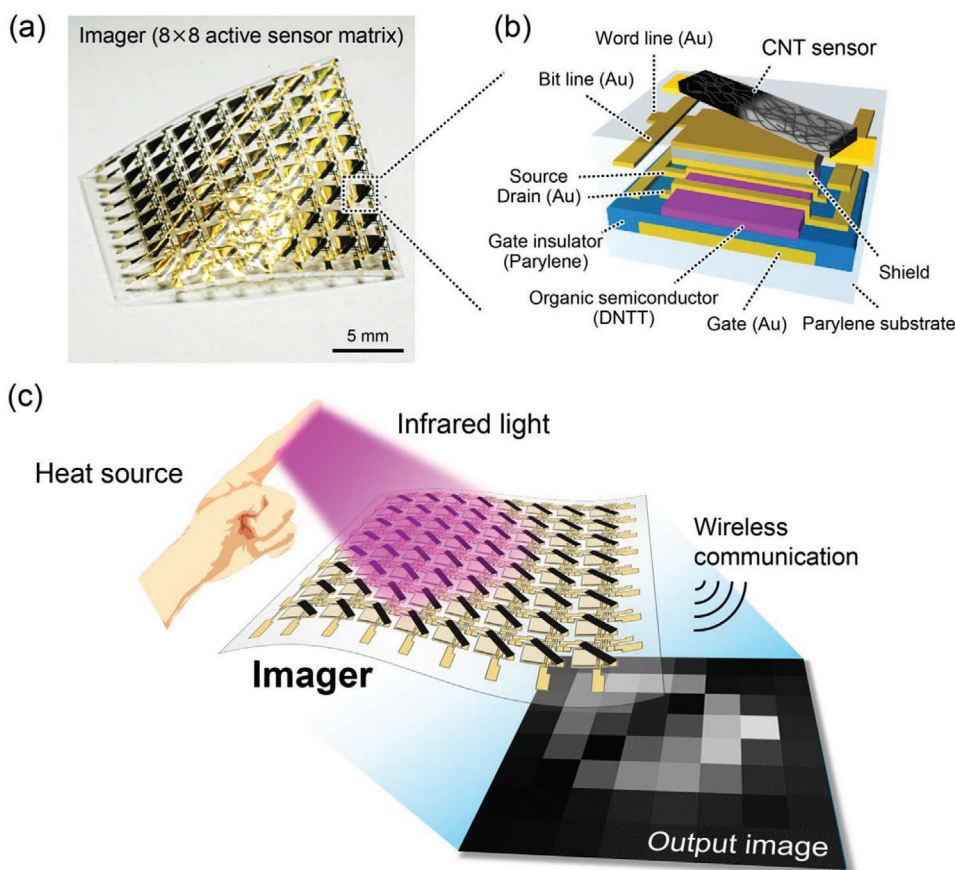 (a)
Imager (8×8 active sensor matrix)
5 mm
(b)
Word line (Au)
CNT sensor
Bit line (Au)
Source
Drain (Au)
Gate insulator
(Parylene)
Shield
Organic semiconductor
(DNTT)
Gate (Au)
Parylene substrate
(c)
Infrared light
Heat source
Wireless
communication
Imager
Output image